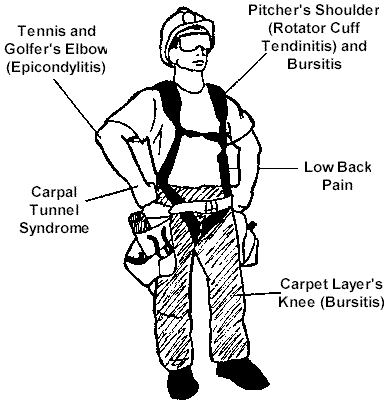 Tennis and
Golfer's Elbow
(Epicondylitis)
Pitcher's Shoulder
(Rotator Cuff
Tendinitis) and
Bursitis
Carpal
Tunnel
Syndrome
Low Back
Pain
Carpet Layer's
Knee (Bursitis)